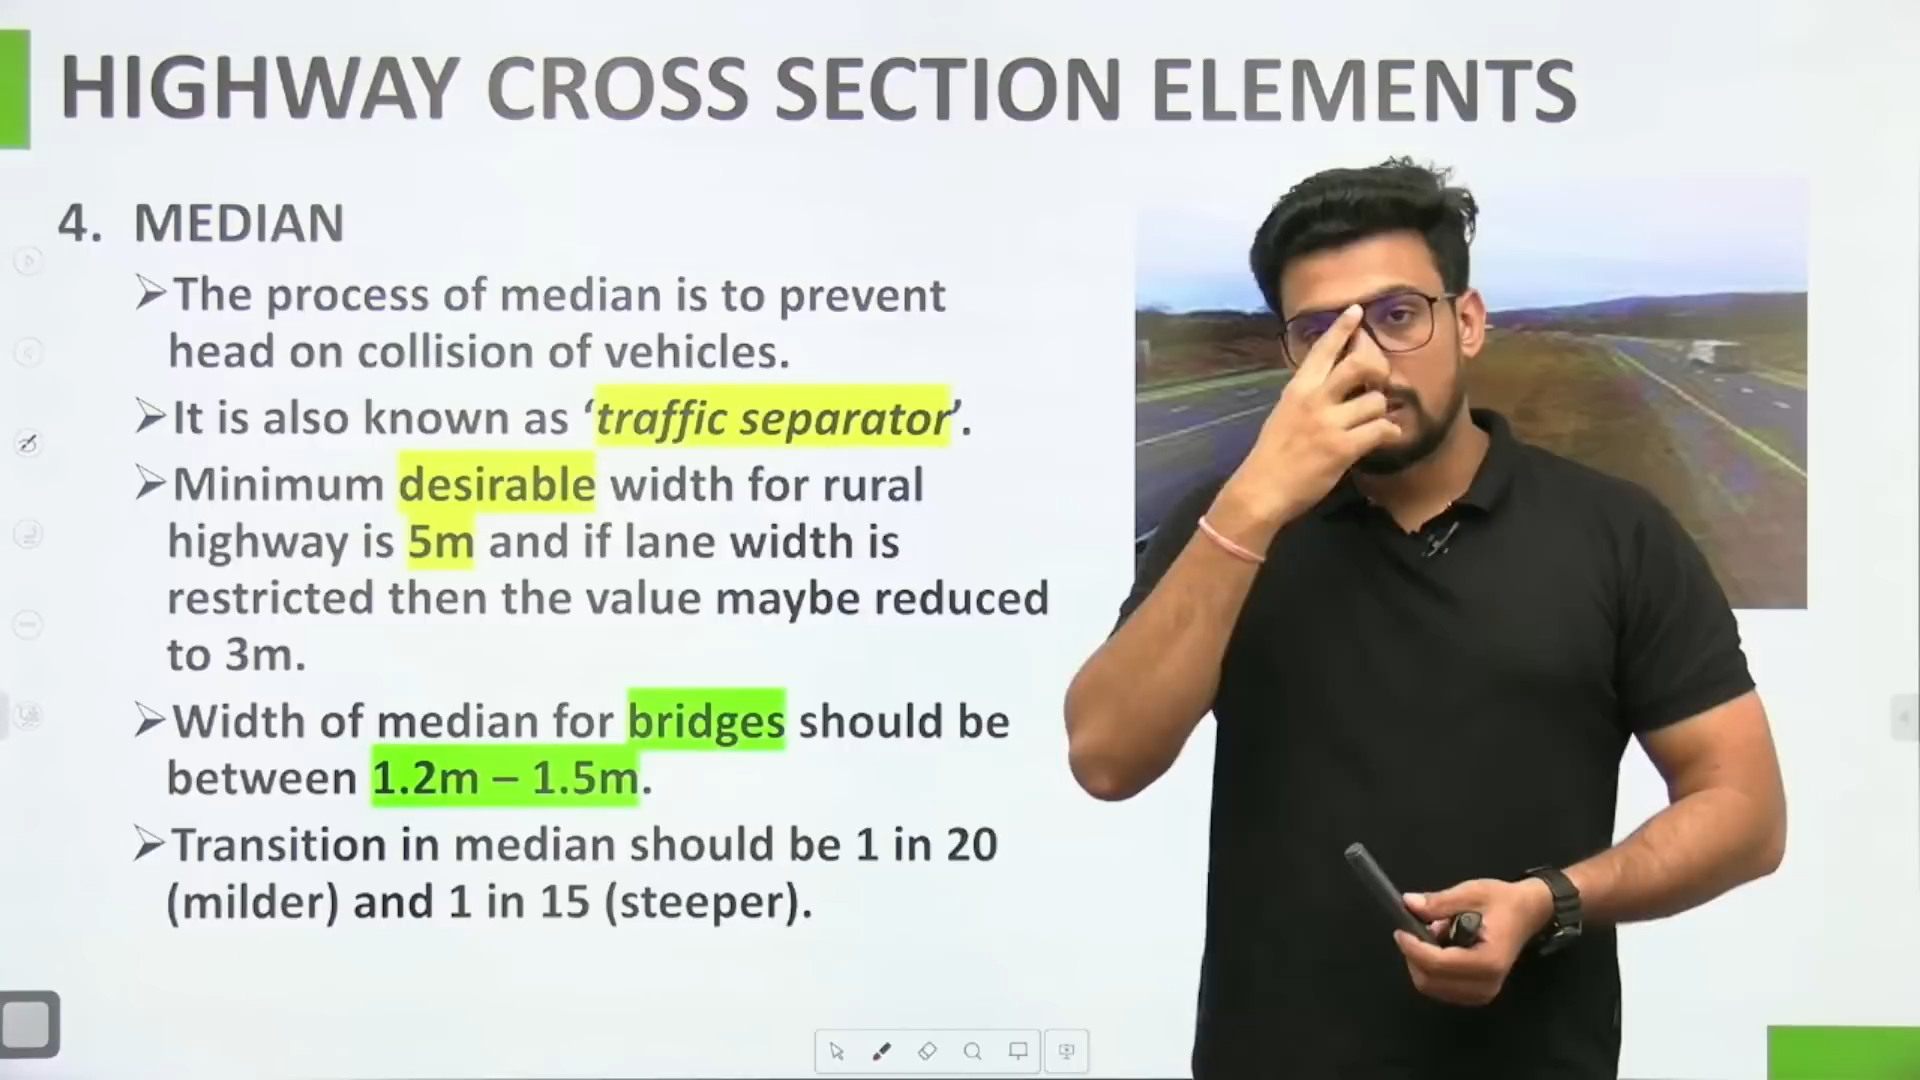 HIGHWAY CROSS SECTION ELEMENTS
4. MEDIAN
➢The process of median is to prevent
head on collision of vehicles.
➢It is also known as ‘traffic separator’.
➢Minimum desirable width for rural
highway is 5m and if lane width is
restricted then the value maybe reduced
to 3m.
➢Width of median for bridges should be
between 1.2m – 1.5m.
➢Transition in median should be 1 in 20
(milder) and 1 in 15 (steeper).